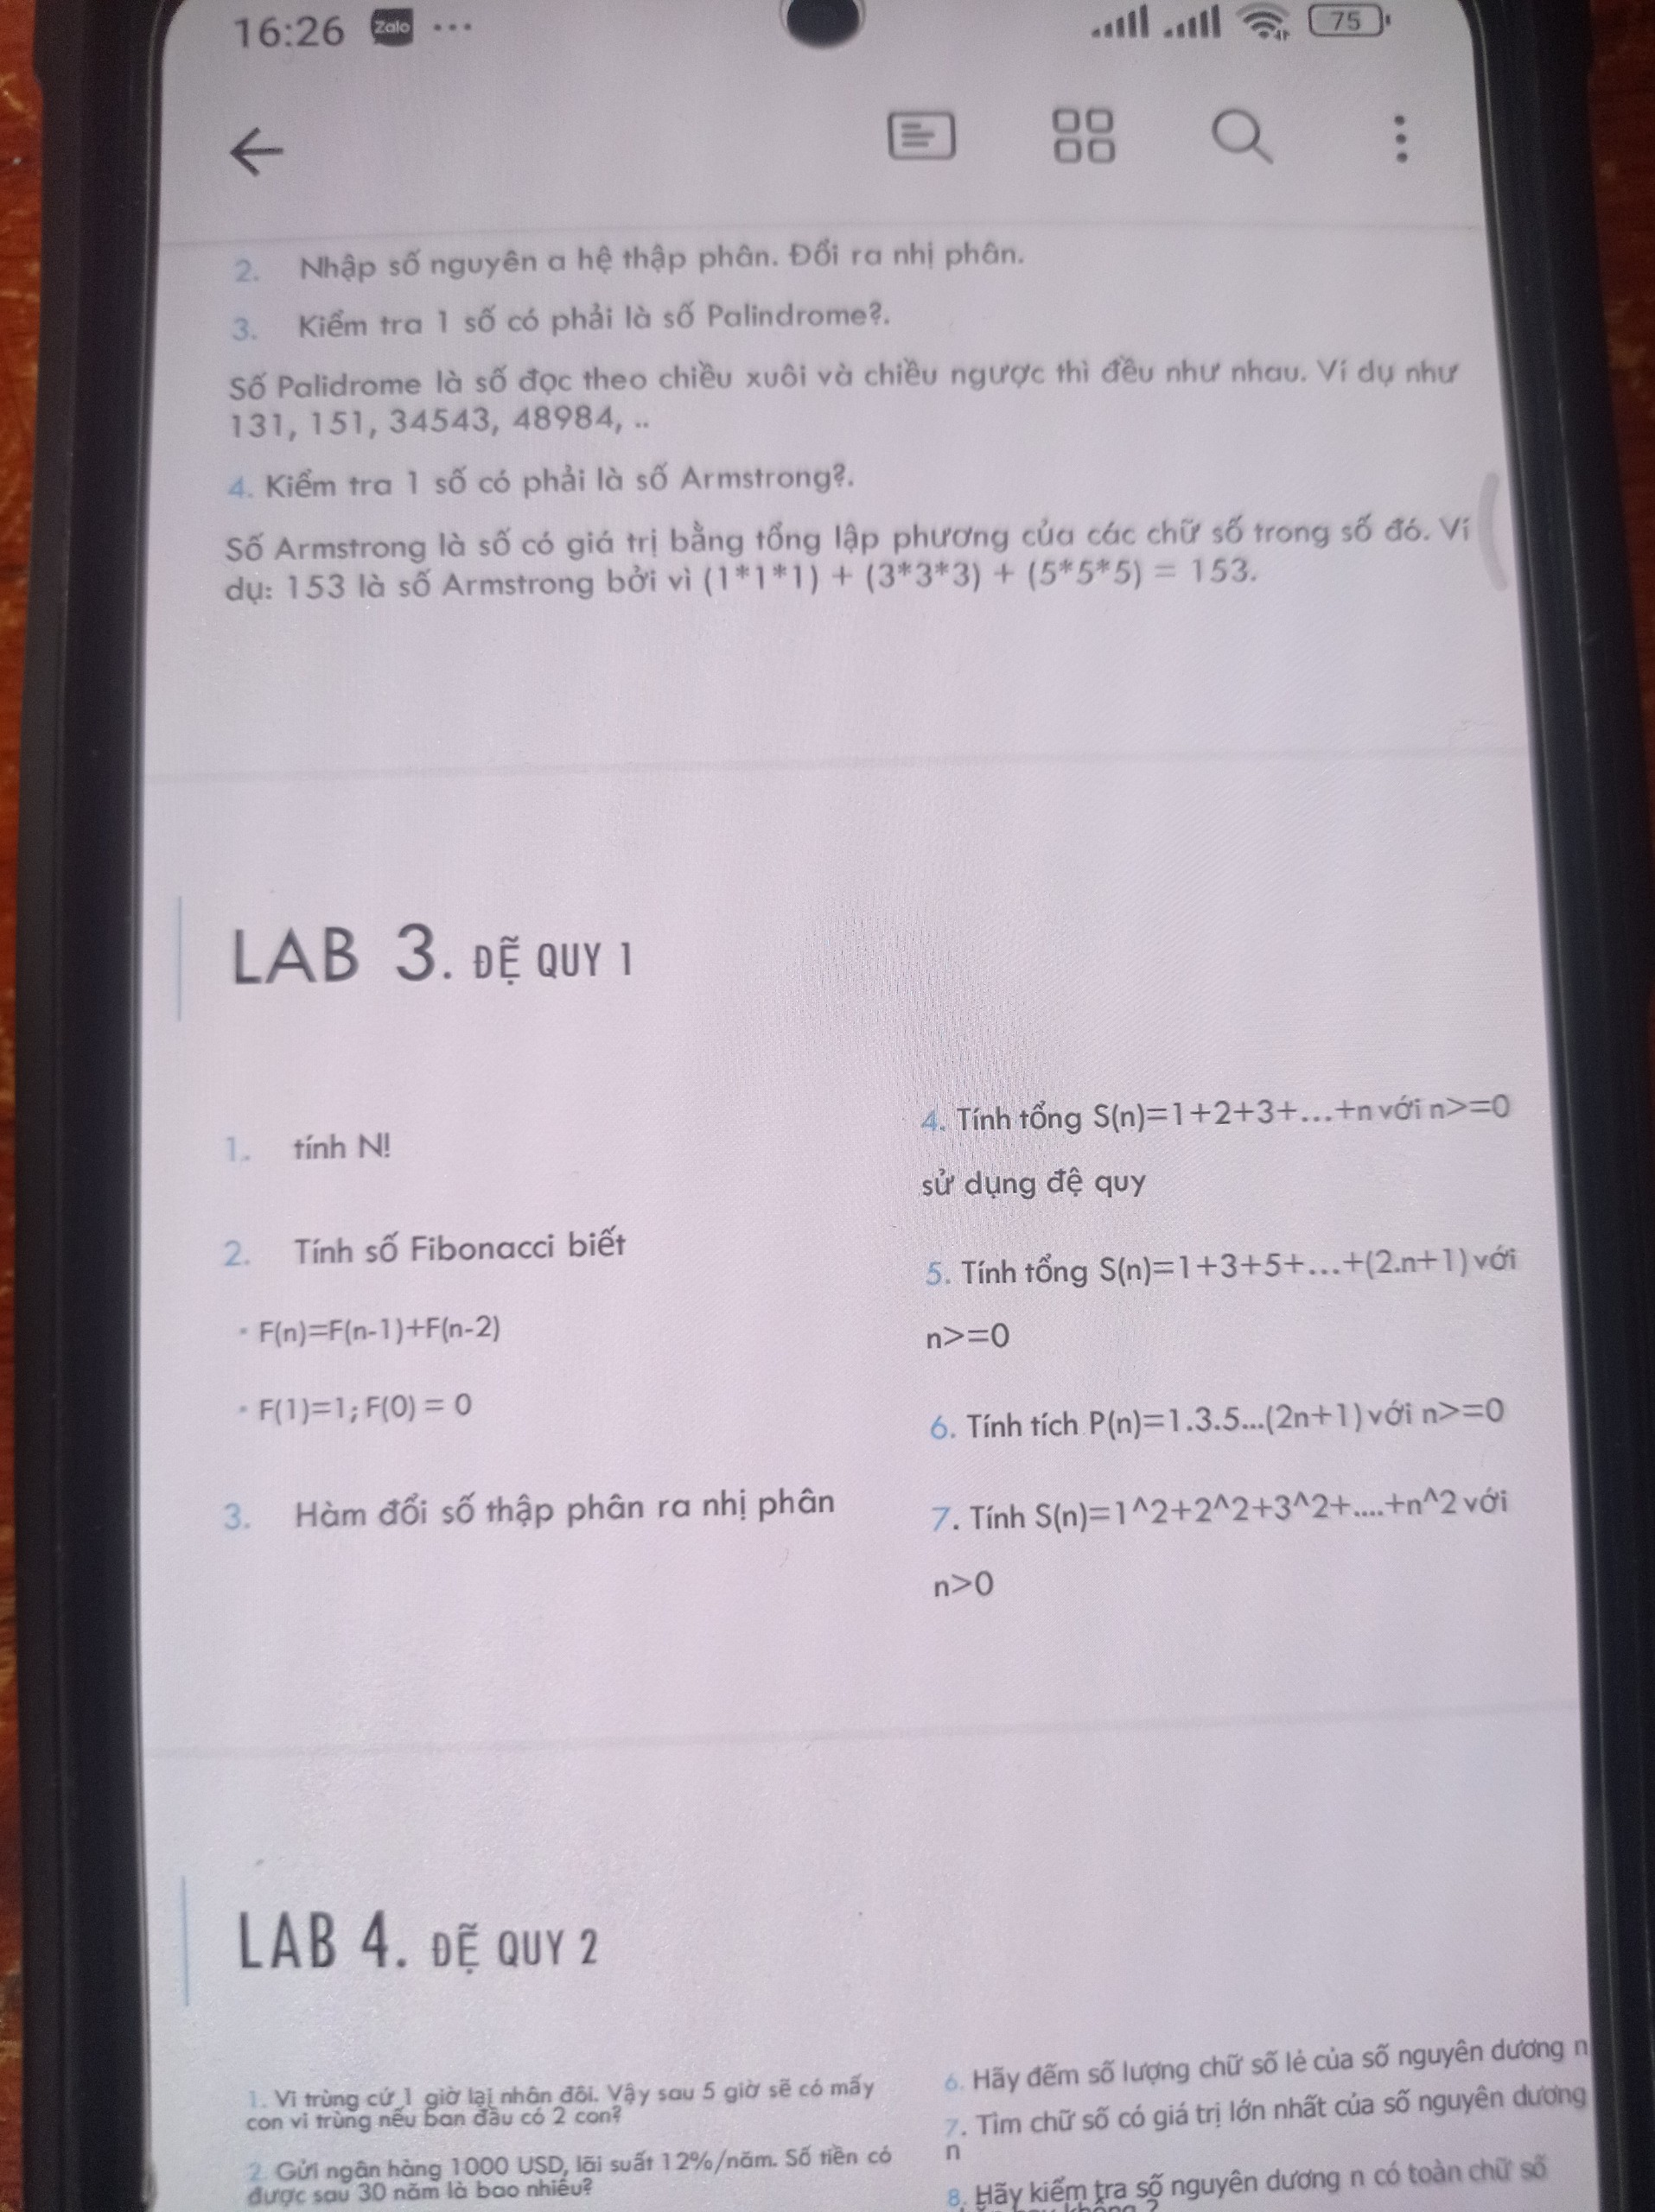 16:26 Zalo ... 75
2. Nhập số nguyên a hệ thập phân. Đổi ra nhị phân.
3. Kiểm tra 1 số có phải là số Palindrome?.
Số Palidrome là số đọc theo chiều xuôi và chiều ngược thì đều như nhau. Ví dụ như
131, 151, 34543, 48984, ..
4. Kiểm tra 1 số có phải là số Armstrong?.
Số Armstrong là số có giá trị bằng tổng lập phương của các chữ số trong số đó. Ví
dụ: 153 là số Armstrong bởi vì (1*1*1) + (3*3*3) + (5*5*5) = 153.
LAB 3. ĐỆ QUY 1
1. tính N!
2. Tính số Fibonacci biết
• F(n)=F(n-1)+F(n-2)
• F(1)=1; F(0) = 0
3. Hàm đổi số thập phân ra nhị phân
4. Tính tổng S(n)=1+2+3+...+n với n>=0
sử dụng đệ quy
5. Tính tổng S(n)=1+3+5+...+(2.n+1) với
n>=0
6. Tính tích P(n)=1.3.5...(2n+1) với n>=0
7. Tính S(n)=1^2+2^2+3^2+....+n^2 với
n>0
LAB 4. ĐỆ QUY 2
1. Vi trùng cứ 1 giờ lại nhân đôi. Vậy sau 5 giờ sẽ có mấy
con vi trùng nếu ban đầu có 2 con?
2. Gửi ngân hàng 1000 USD, lãi suất 12%/năm. Số tiền có
được sau 30 năm là bao nhiêu?
6. Hãy đếm số lượng chữ số lẻ của số nguyên dương n
7. Tìm chữ số có giá trị lớn nhất của số nguyên dương
n
8. Hãy kiểm tra số nguyên dương n có toàn chữ số
không ?